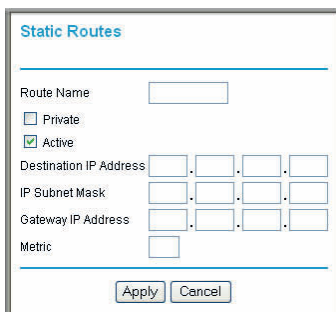 Static Routes
Route Name
Private
Active
Destination IP Address . . .
IP Subnet Mask . . .
Gateway IP Address . . .
Metric
Apply Cancel